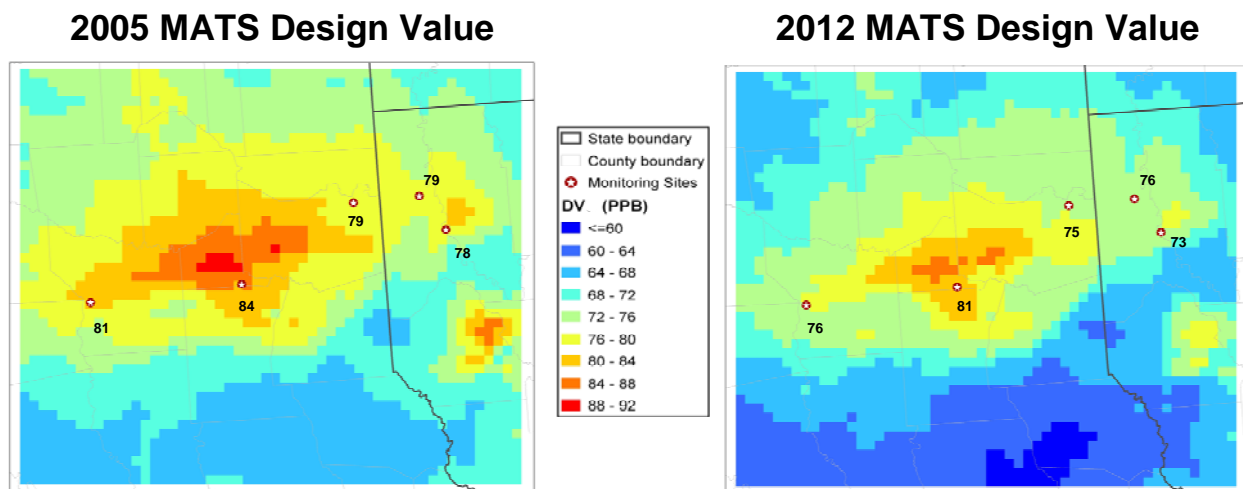 2005 MATS Design Value
2012 MATS Design Value
79
79
78
84
81
State boundary
County boundary
Monitoring Sites
DV (PPB)
<=60
60 - 64
64 - 68
68 - 72
72 - 76
76 - 80
80 - 84
84 - 88
88 - 92
76
75
73
81
76